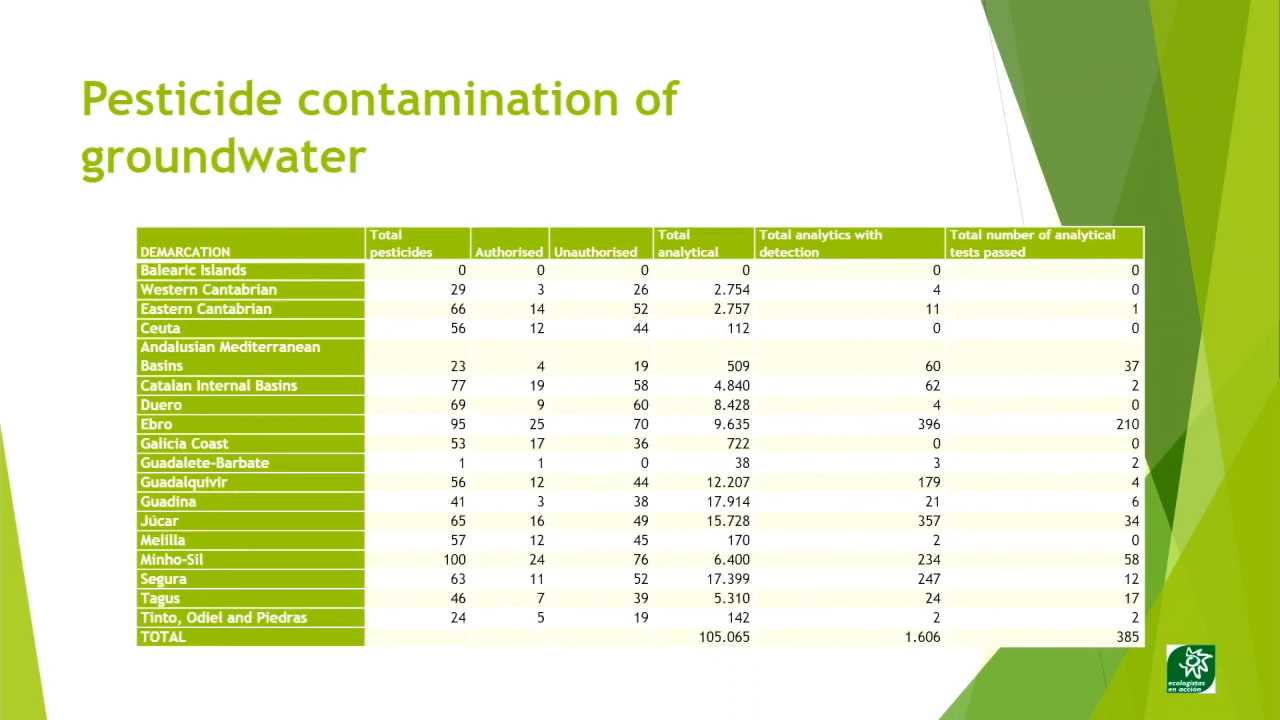 Pesticide contamination of
groundwater
DEMARCATION Total pesticides Authorised Unauthorised Total analytical Total analytics with detection Total number of analytical tests passed
Balearic Islands 0 0 0 0 0 0
Western Cantabrian 29 3 26 2.754 4 0
Eastern Cantabrian 66 14 52 2.757 11 1
Ceuta 56 12 44 112 0 0
Andalusian Mediterranean
Basins 23 4 19 509 60 37
Catalan Internal Basins 77 19 58 4.840 62 2
Duero 69 9 60 8.428 4 0
Ebro 95 25 70 9.635 396 210
Galicia Coast 53 17 36 722 0 0
Guadalete-Barbate 1 1 0 38 3 2
Guadalquivir 56 12 44 12.207 179 4
Guadina 41 3 38 17.914 21 6
Júcar 65 16 49 15.728 357 34
Melilla 57 12 45 170 2 0
Minho-Sil 100 24 76 6.400 234 58
Segura 63 11 52 17.399 247 12
Tagus 46 7 39 5.310 24 17
Tinto, Odiel and Piedras 24 5 19 142 2 2
TOTAL 105.065 1.606 385
ecologistas
en acción